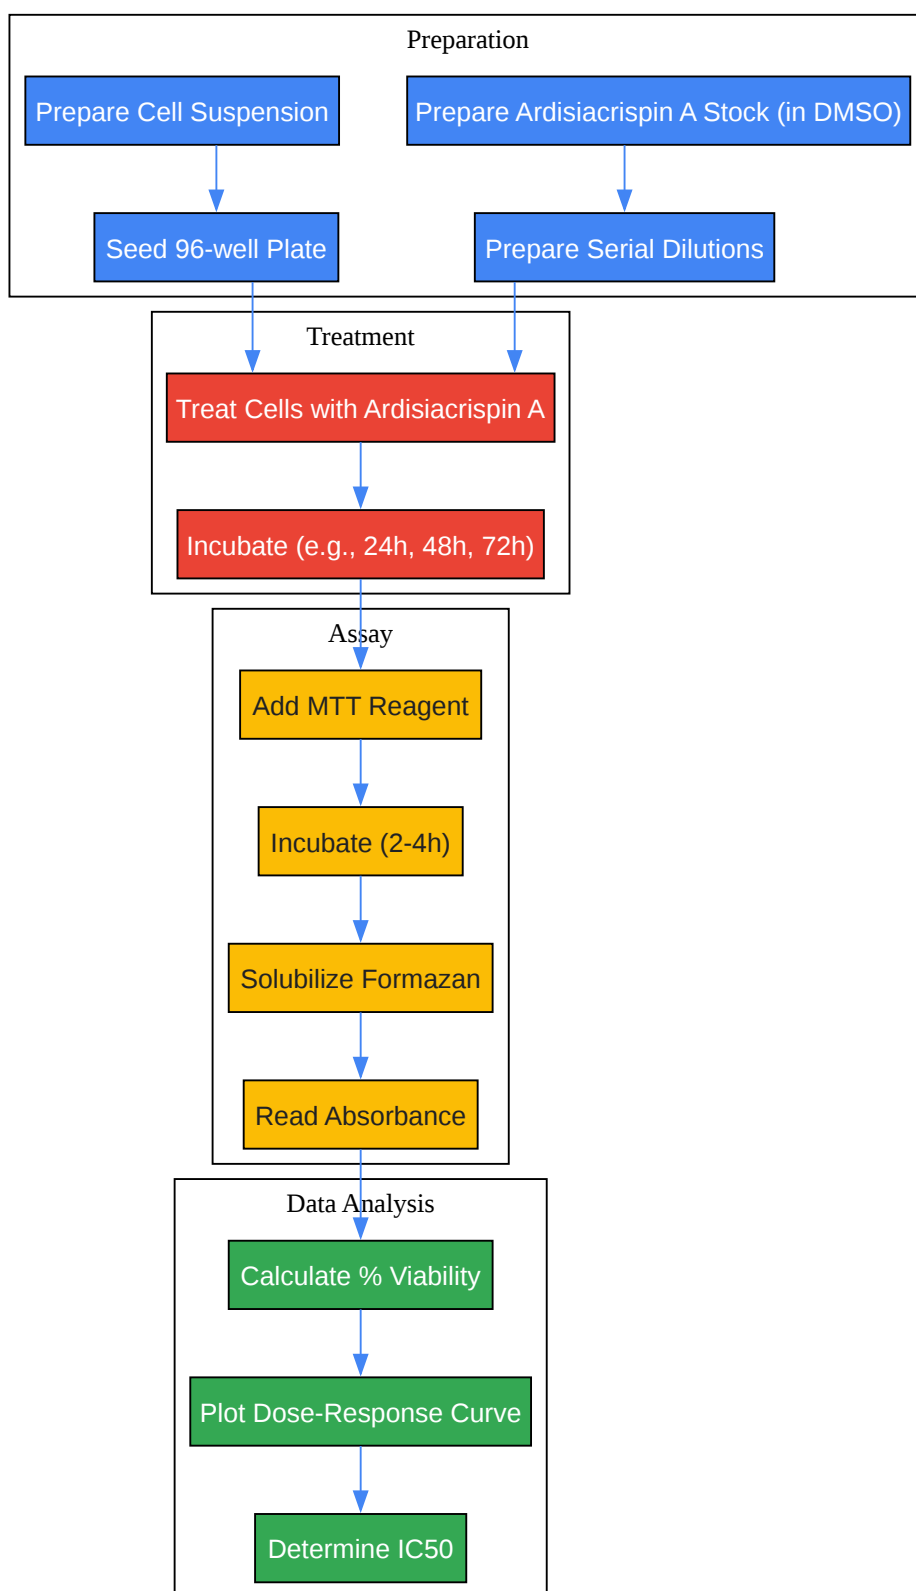 Preparation
Prepare Cell Suspension
Prepare Ardisiacrispin A Stock (in DMSO)
Seed 96-well Plate
Prepare Serial Dilutions
Treatment
Treat Cells with Ardisiacrispin A
Incubate (e.g., 24h, 48h, 72h)
Assay
Add MTT Reagent
Incubate (2-4h)
Solubilize Formazan
Read Absorbance
Data Analysis
Calculate % Viability
Plot Dose-Response Curve
Determine IC50